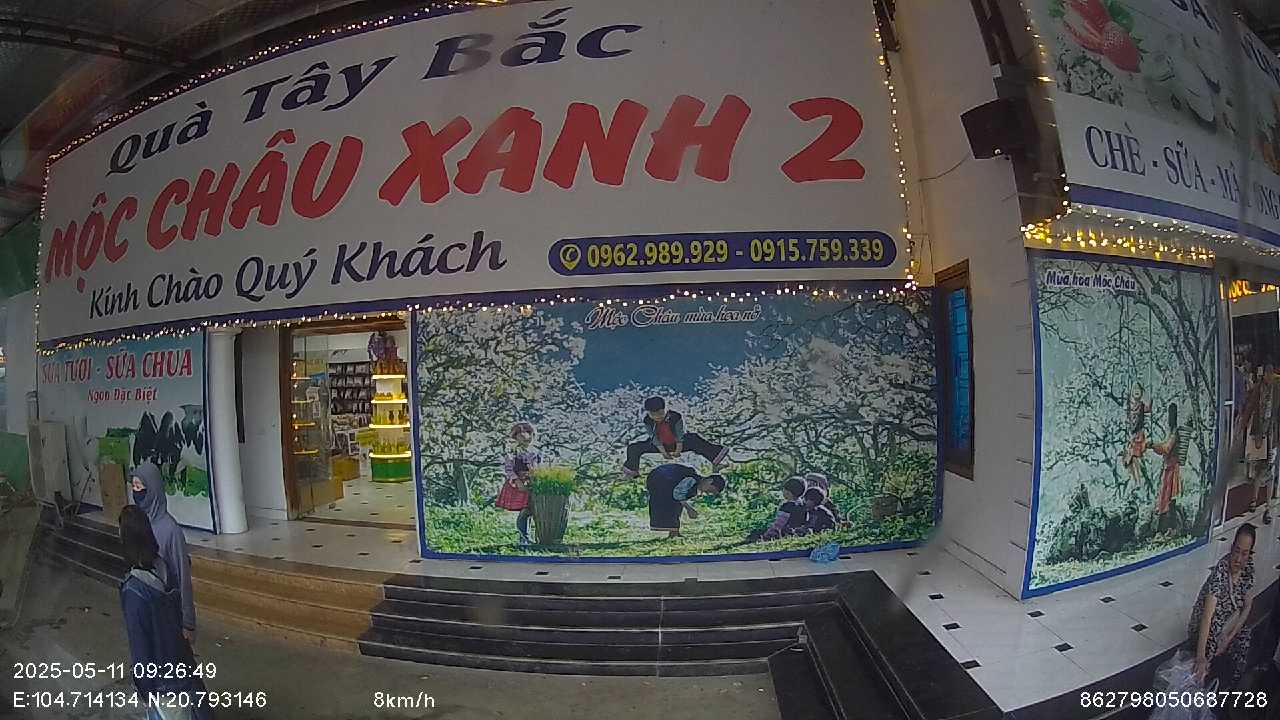 Quà Tây Bắc
MỘC CHÂU XANH 2
Kính Chào Quý Khách
0962.989.929 - 0915.759.339
SỮA TƯƠI - SỮA CHUA
Ngon Đặc Biệt
Mộc Châu mùa hoa nở
CHÈ - SỮA -
Mùa hoa Mộc Châu
2025-05-11 09:26:49
E:104.714134 N:20.793146
8km/h
862798050687728